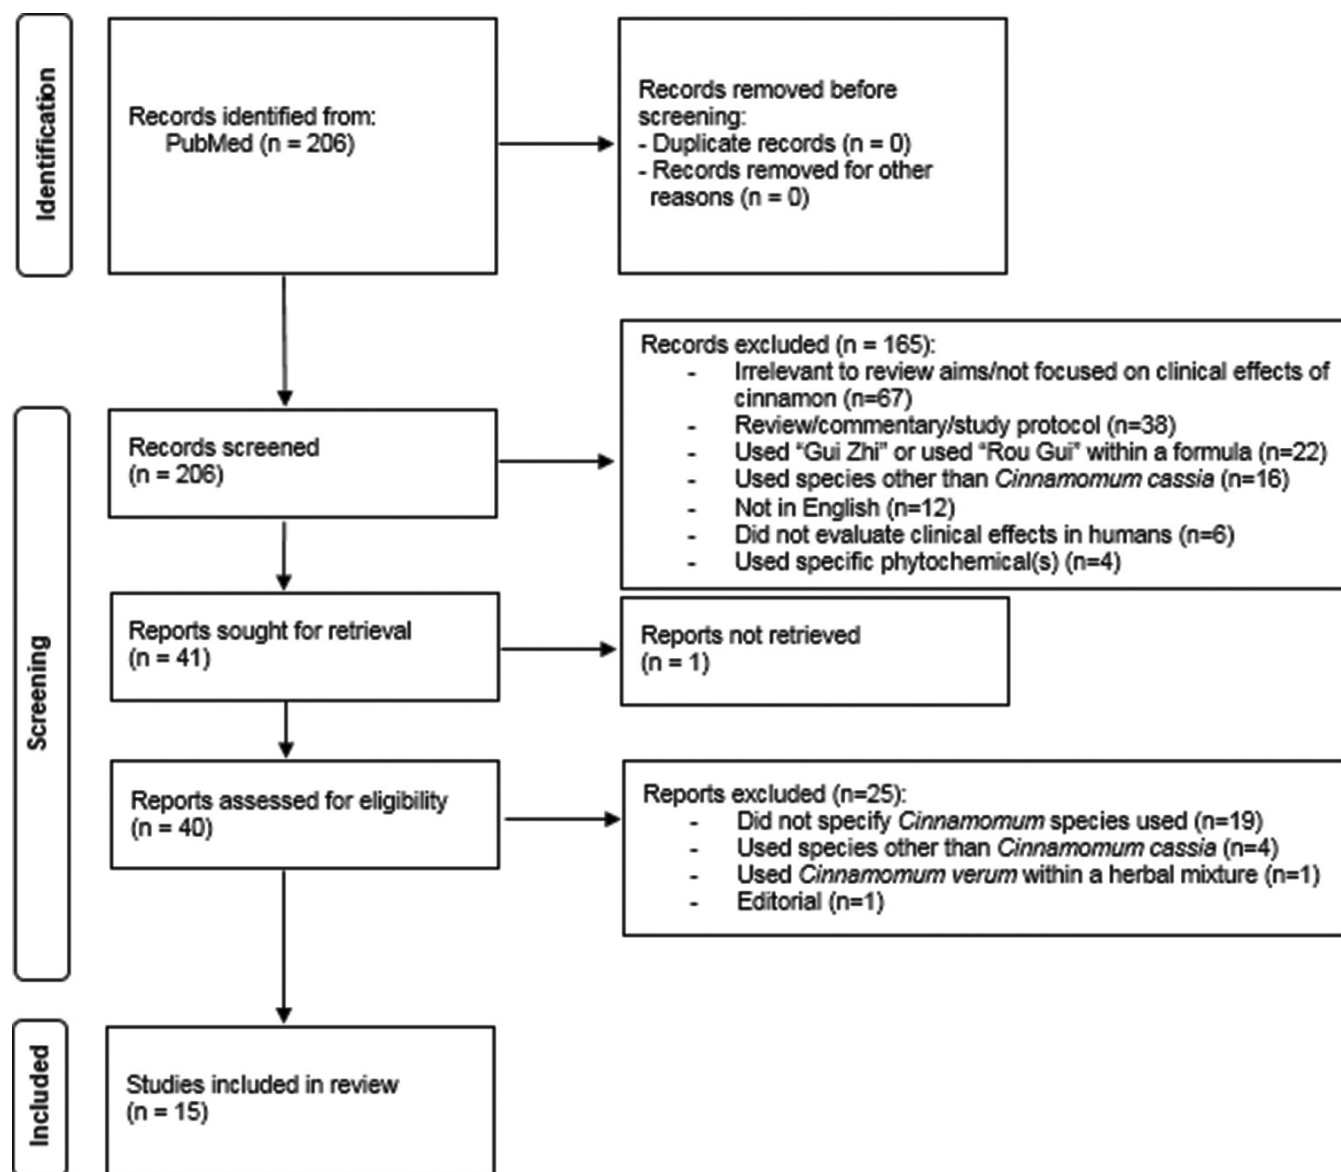 Identification
Records identified from:
PubMed (n = 206)
Records removed before
screening:
- Duplicate records (n = 0)
- Records removed for other
reasons (n = 0)
Screening
Records screened
(n = 206)
Records excluded (n = 165):
- Irrelevant to review aims/not focused on clinical effects of
cinnamon (n=67)
- Review/commentary/study protocol (n=38)
- Used “Gui Zhi” or used “Rou Gui” within a formula (n=22)
- Used species other than Cinnamomum cassia (n=16)
- Not in English (n=12)
- Did not evaluate clinical effects in humans (n=6)
- Used specific phytochemical(s) (n=4)
Reports sought for retrieval
(n = 41)
Reports not retrieved
(n = 1)
Reports assessed for eligibility
(n = 40)
Reports excluded (n=25):
- Did not specify Cinnamomum species used (n=19)
- Used species other than Cinnamomum cassia (n=4)
- Used Cinnamomum verum within a herbal mixture (n=1)
- Editorial (n=1)
Included
Studies included in review
(n = 15)